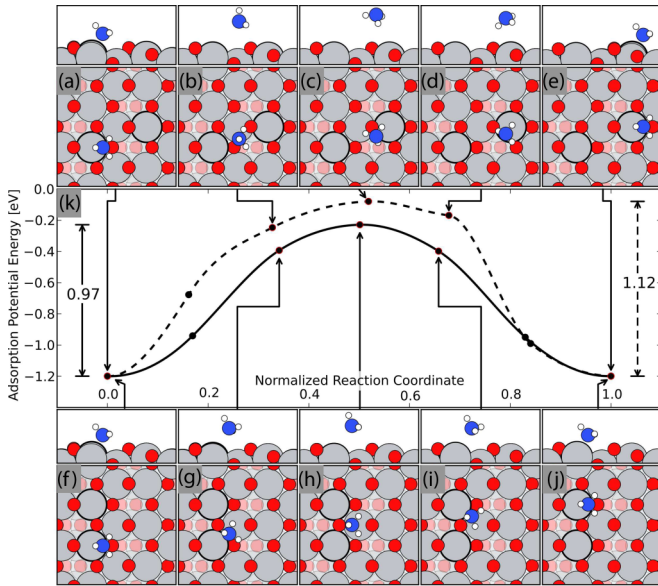 (a) (b) (c) (d) (e)
(k)
Adsorption Potential Energy [eV]
0.0
−0.2
−0.4
−0.6
−0.8
−1.0
−1.2
0.97
1.12
Normalized Reaction Coordinate
0.0 0.2 0.4 0.6 0.8 1.0
(f) (g) (h) (i) (j)